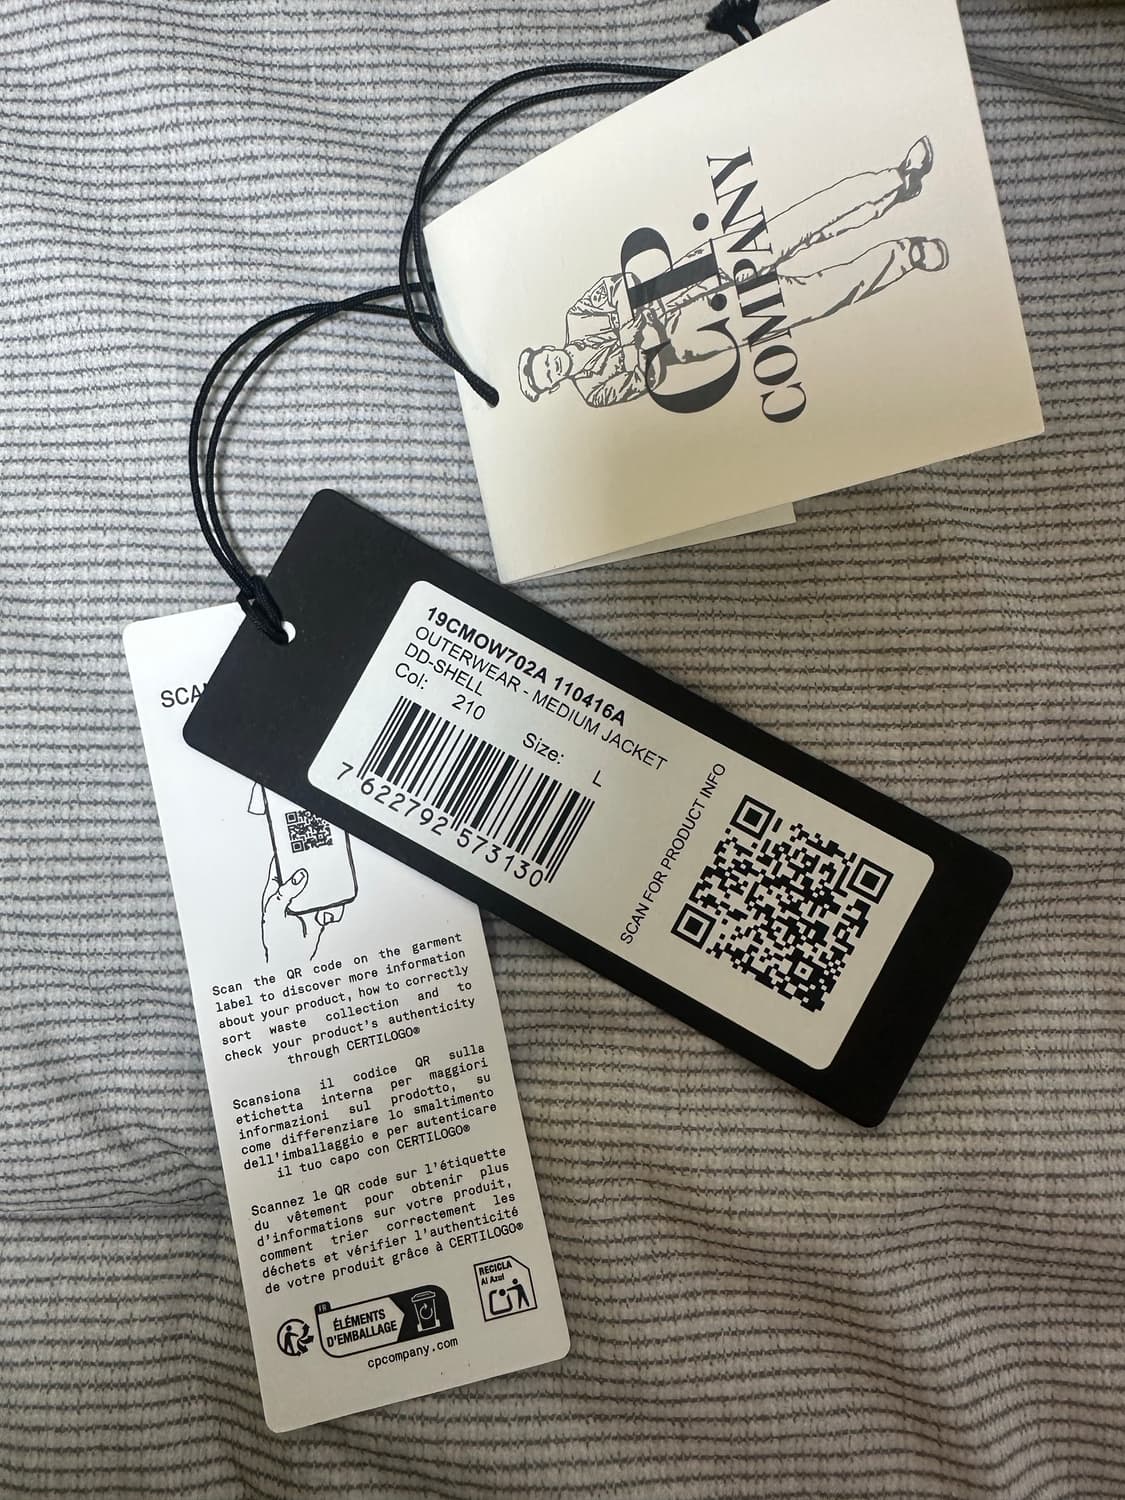 C.P.
COMPANY
19CMOW702A 110416A
OUTERWEAR - MEDIUM JACKET
DD-SHELL
Col: 210
Size: L
7 622792 573130
SCAN FOR PRODUCT INFO
Scan the QR code on the garment
label to discover more information
about your product, how to correctly
sort waste collection and to
check your product's authenticity
through CERTILOGO®
Scansiona il codice QR sulla
etichetta interna per maggiori
informazioni sul prodotto, su
come differenziare lo smaltimento
dell'imballaggio e per autenticare
il tuo capo con CERTILOGO®
Scannez le QR code sur l'étiquette
du vêtement pour obtenir plus
d'informations sur votre produit,
comment trier correctement les
déchets et vérifier l'authenticité
de votre produit grâce à CERTILOGO®
FR
ÉLÉMENTS
D'EMBALLAGE
RECICLA
Al Azul
cpcompany.com